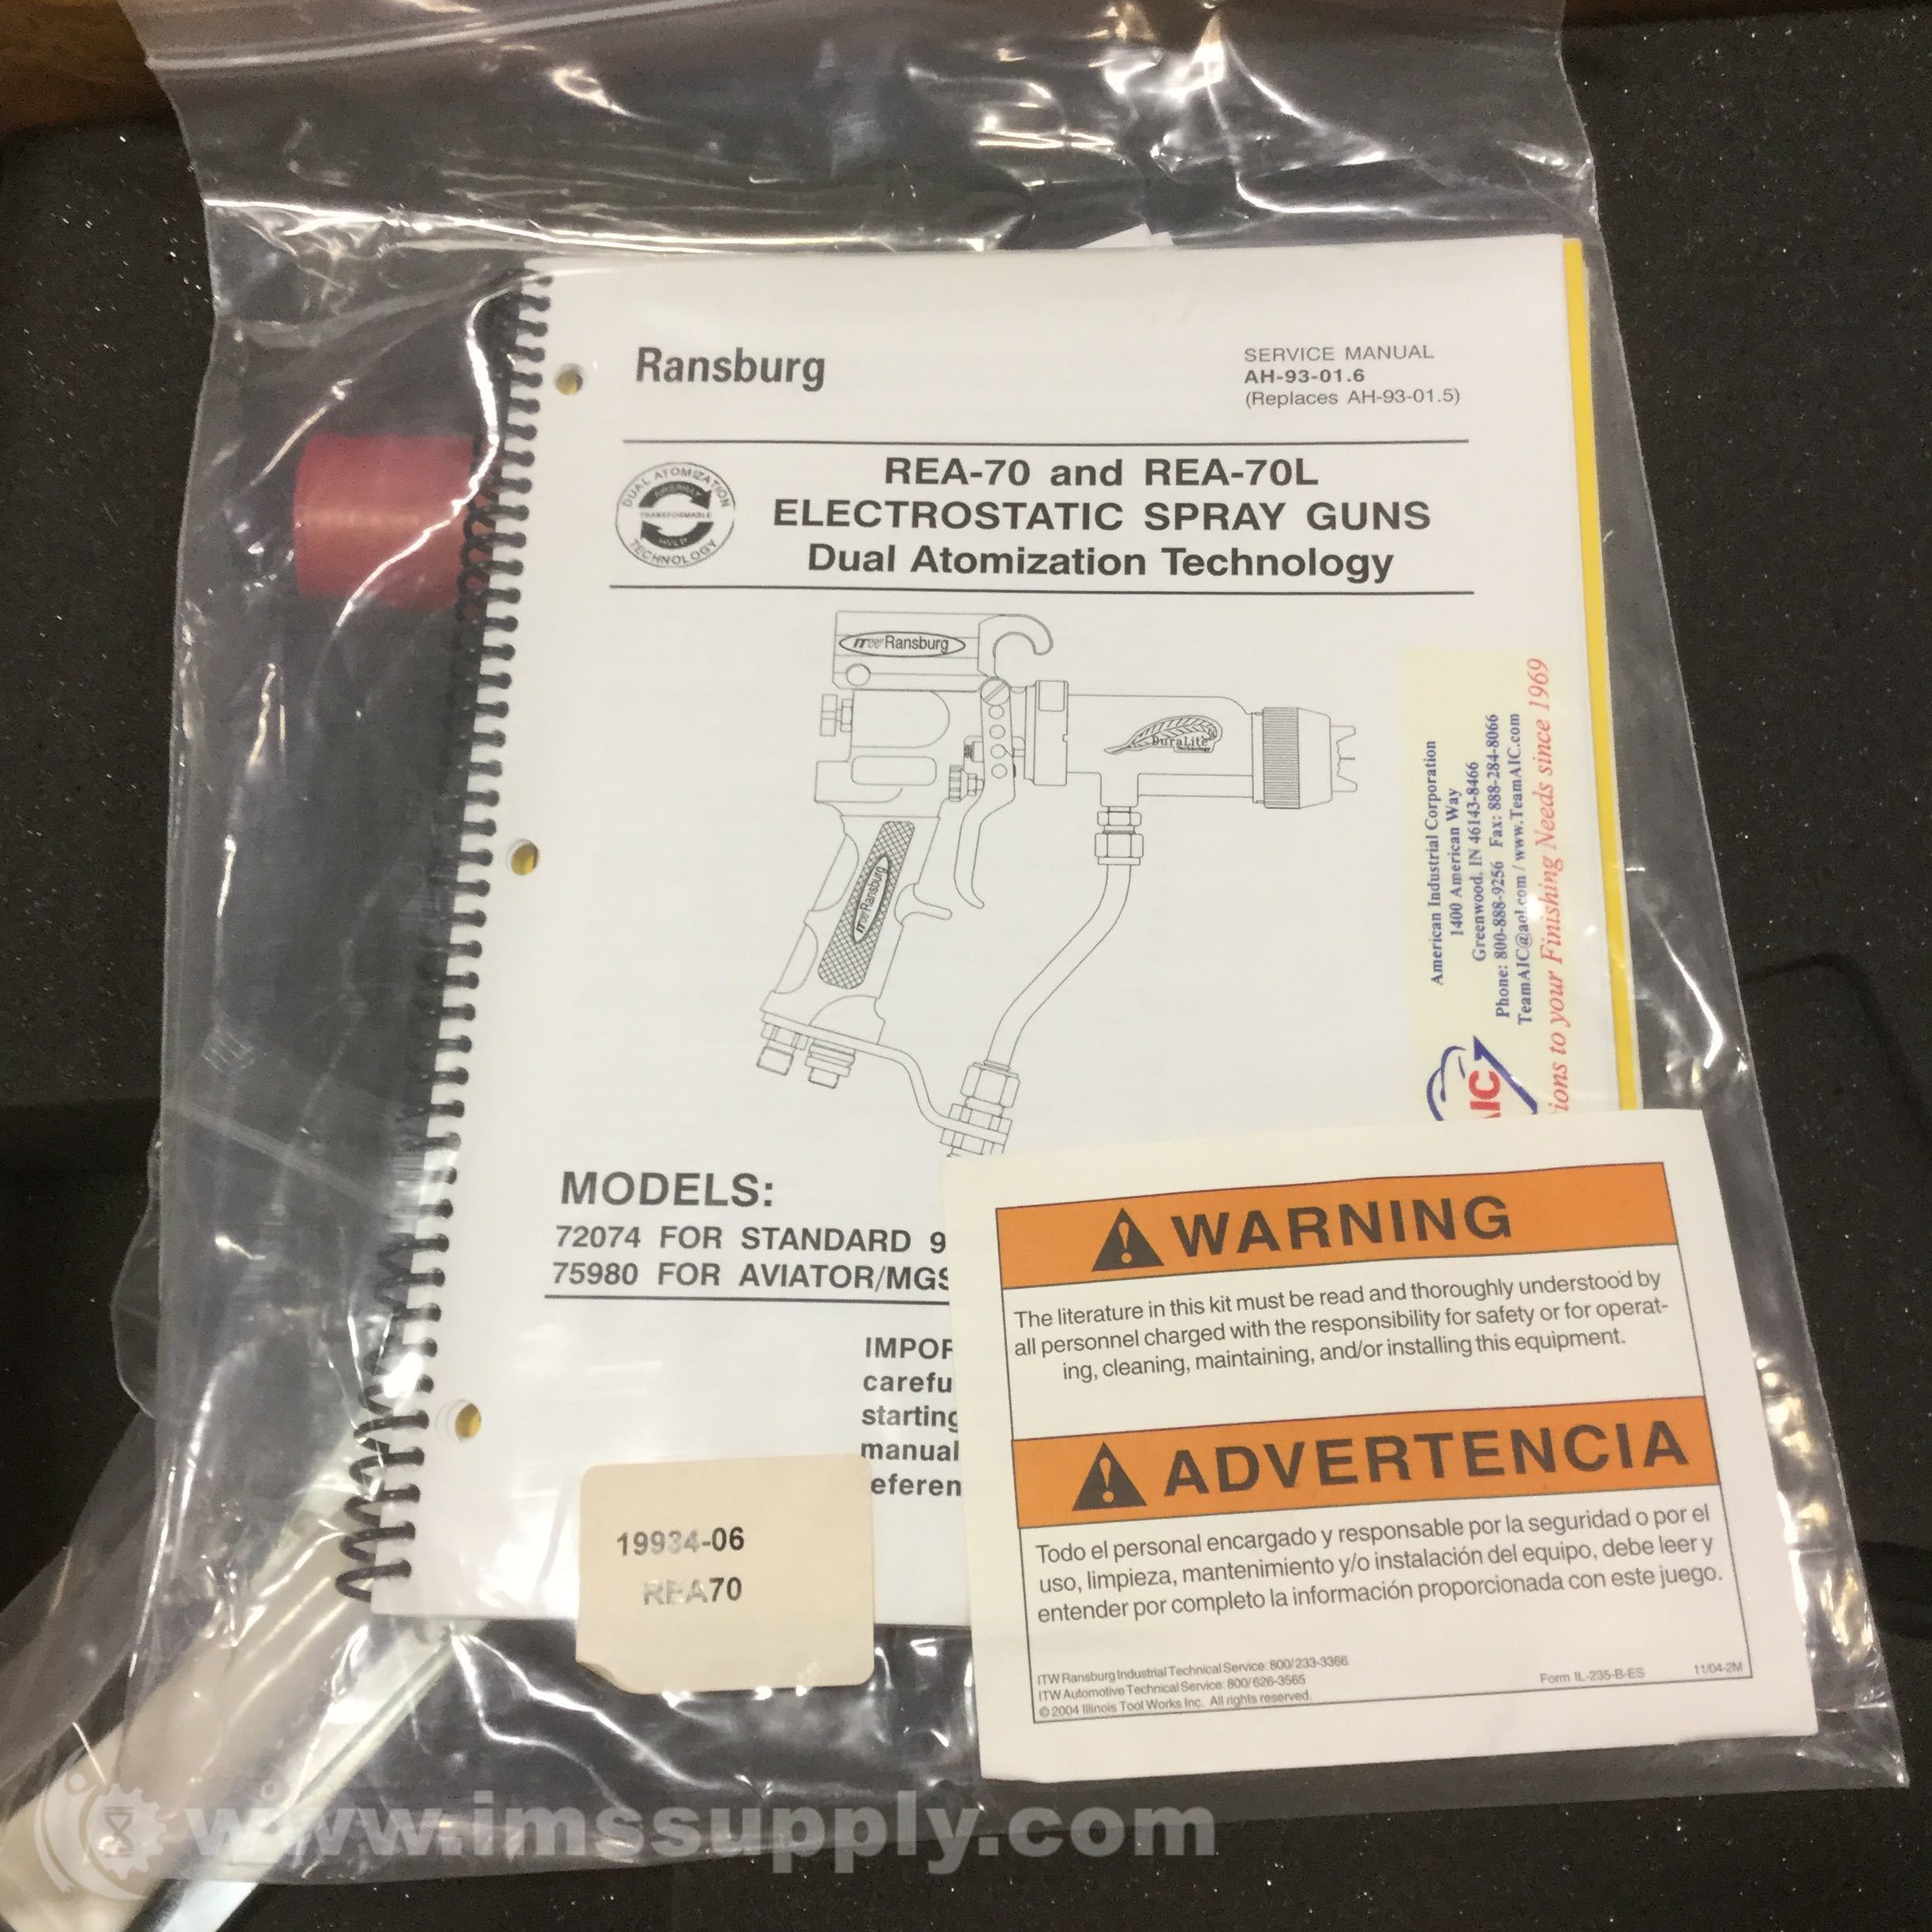 Ransburg
SERVICE MANUAL
AH-93-01.6
(Replaces AH-93-01.5)
DUAL ATOMIZATION
TRANSFORMABLE
HVLP
TECHNOLOGY
REA-70 and REA-70L
ELECTROSTATIC SPRAY GUNS
Dual Atomization Technology
ITW Ransburg
DuraLite
Technology
ITW Ransburg
American Industrial Corporation
1400 American Way
Greenwood, IN 46143-8466
Phone: 800-888-9256 Fax: 888-284-8066
TeamAIC@aol.com / www.TeamAIC.com
ions to your Finishing Needs since 1969
AIC
MODELS:
72074 FOR STANDARD 9
75980 FOR AVIATOR/MGS
IMPOR
carefu
starting
manual
eferen
19934-06
REA70
WARNING
The literature in this kit must be read and thoroughly understood by
all personnel charged with the responsibility for safety or for operat-
ing, cleaning, maintaining, and/or installing this equipment.
ADVERTENCIA
Todo el personal encargado y responsable por la seguridad o por el
uso, limpieza, mantenimiento y/o instalación del equipo, debe leer y
entender por completo la información proporcionada con este juego.
ITW Ransburg Industrial Technical Service: 800/233-3366
ITW Automotive Technical Service: 800/626-3565
© 2004 Illinois Tool Works Inc. All rights reserved.
Form IL-235-B-ES
11/04-2M
www.imssupply.com